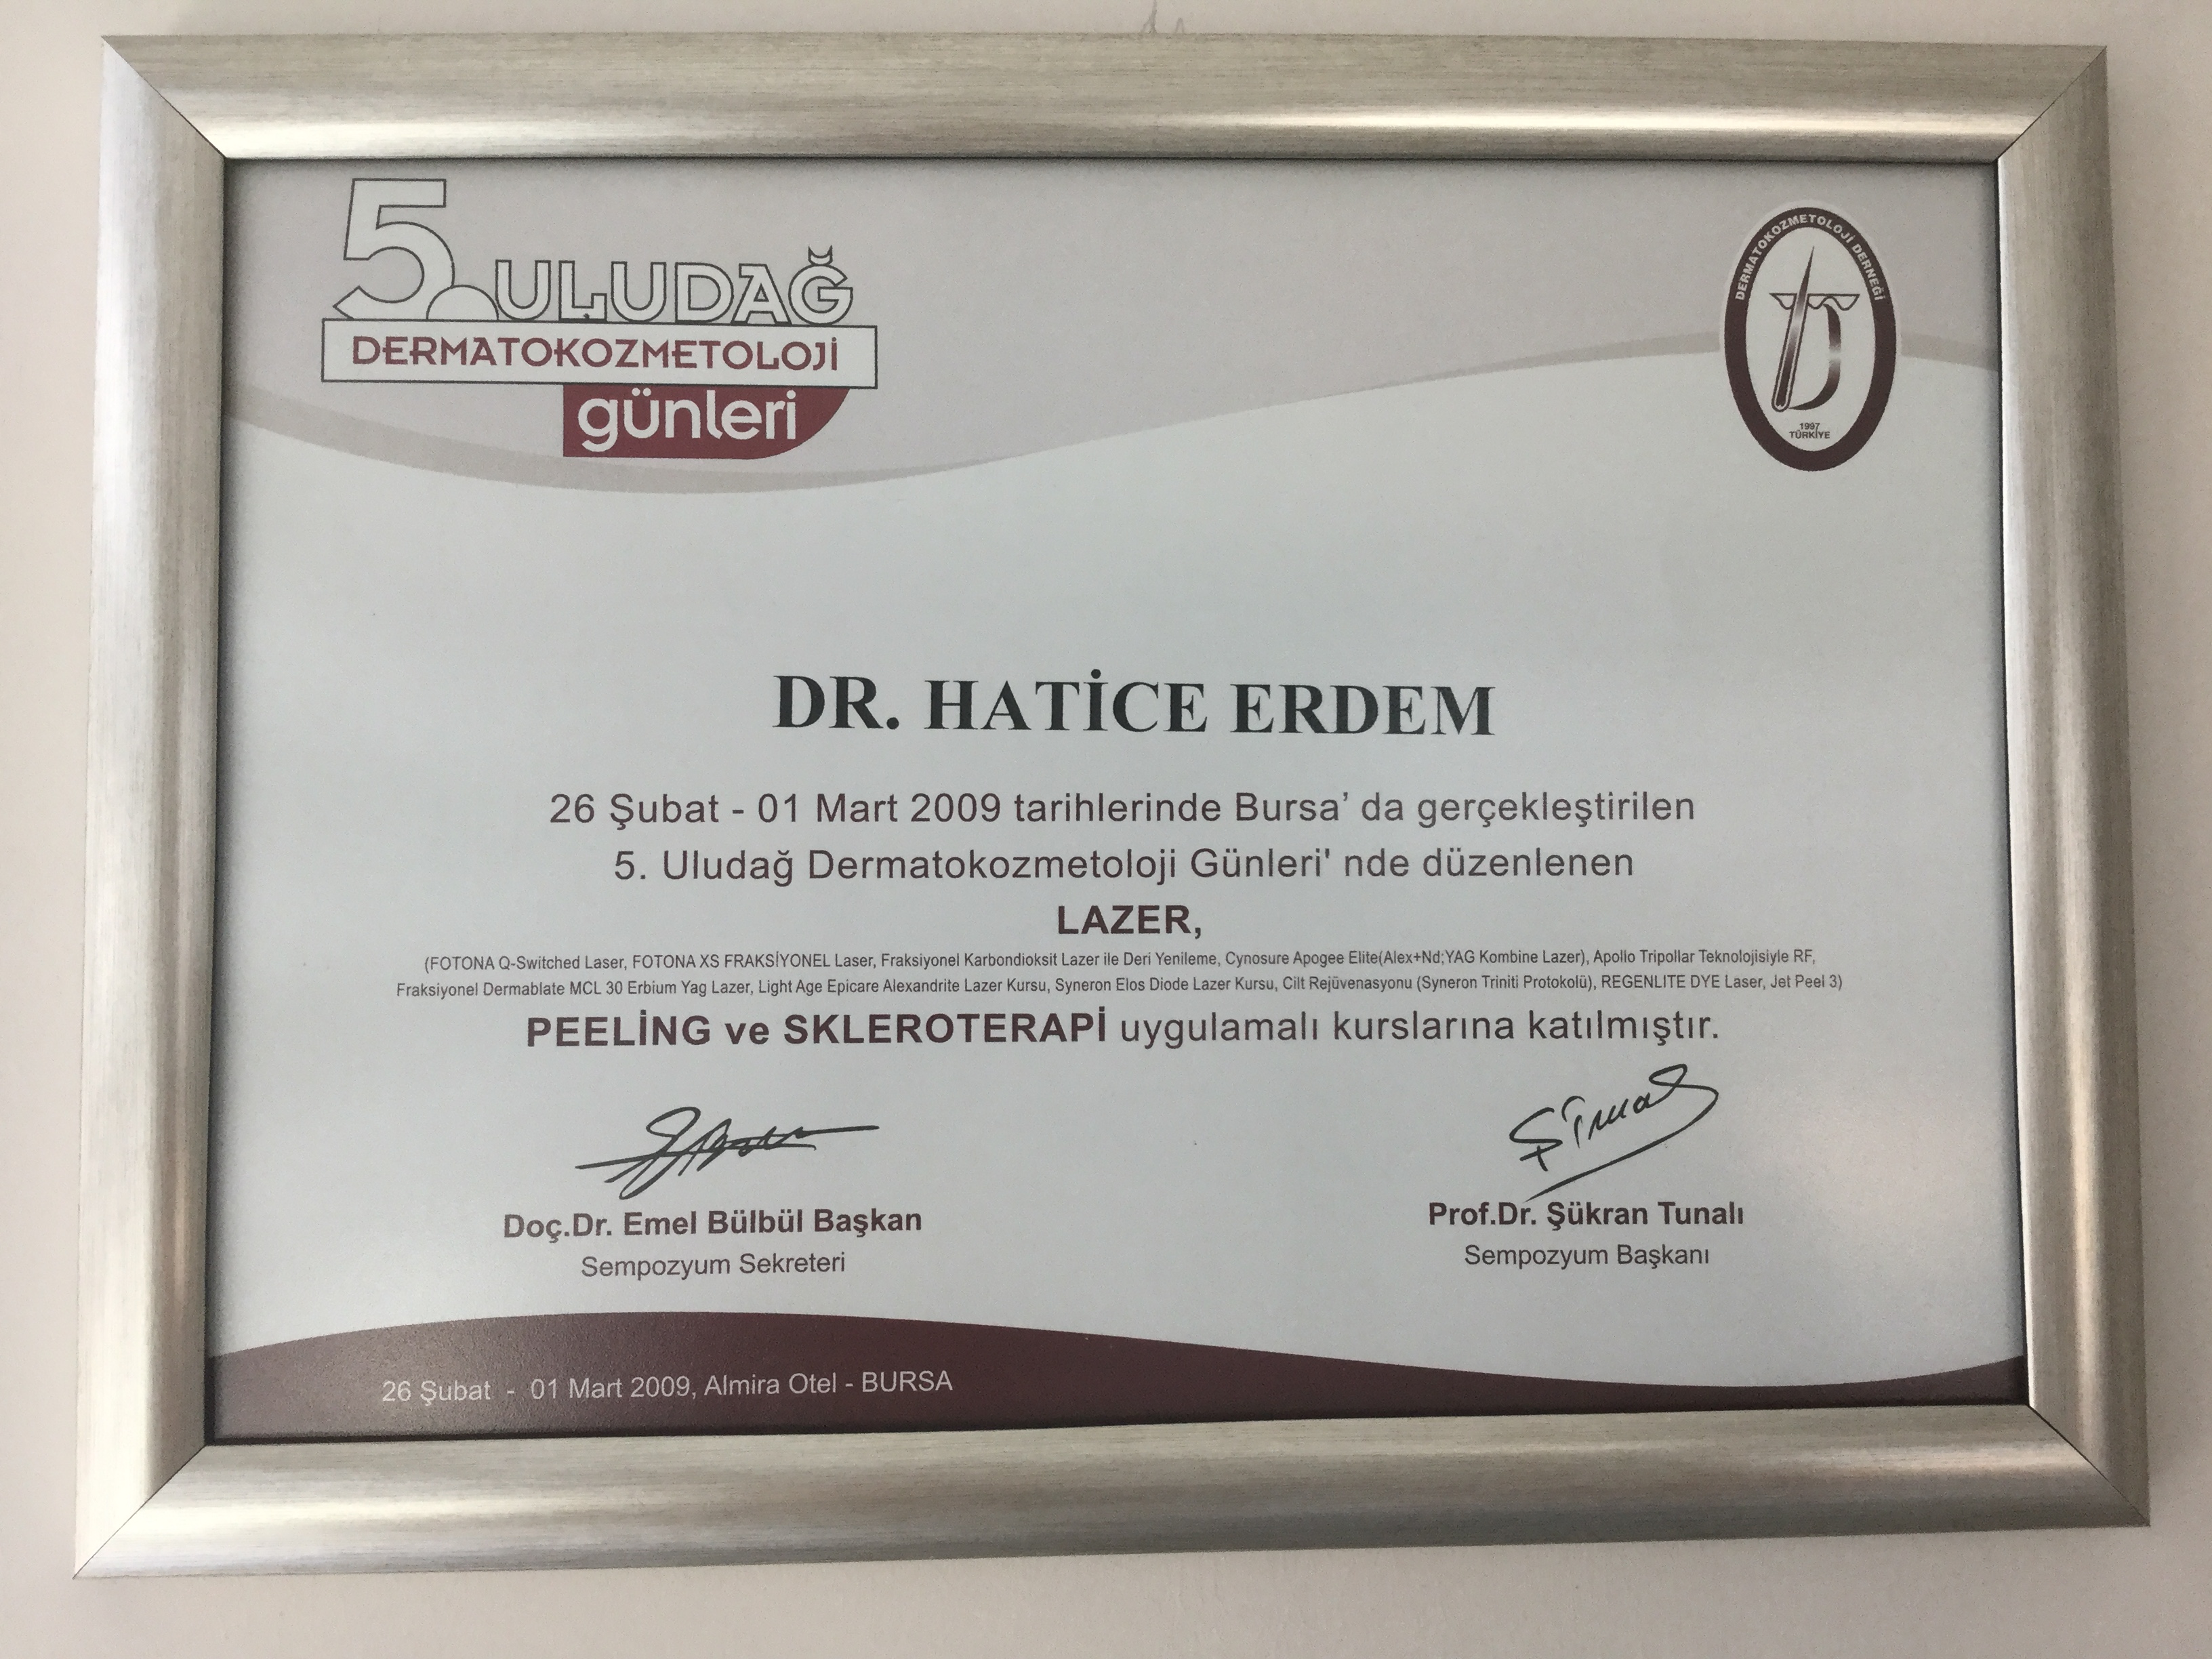 5. ULUDAĞ
DERMATOKOZMETOLOJİ
günleri
DERMATOKOZMETOLOJİ DERNEĞİ
1997
TÜRKİYE
DR. HATİCE ERDEM
26 Şubat - 01 Mart 2009 tarihlerinde Bursa’ da gerçekleştirilen
5. Uludağ Dermatokozmetoloji Günleri' nde düzenlenen
LAZER,
(FOTONA Q-Switched Laser, FOTONA XS FRAKSİYONEL Laser, Fraksiyonel Karbondioksit Lazer ile Deri Yenileme, Cynosure Apogee Elite(Alex+Nd;YAG Kombine Lazer), Apollo Tripollar Teknolojisiyle RF,
Fraksiyonel Dermablate MCL 30 Erbium Yag Lazer, Light Age Epicare Alexandrite Lazer Kursu, Syneron Elos Diode Lazer Kursu, Cilt Rejüvenasyonu (Syneron Triniti Protokolü), REGENLITE DYE Laser, Jet Peel 3)
PEELİNG ve SKLEROTERAPİ uygulamalı kurslarına katılmıştır.
Doç.Dr. Emel Bülbül Başkan
Sempozyum Sekreteri
Prof.Dr. Şükran Tunalı
Sempozyum Başkanı
26 Şubat - 01 Mart 2009, Almira Otel - BURSA